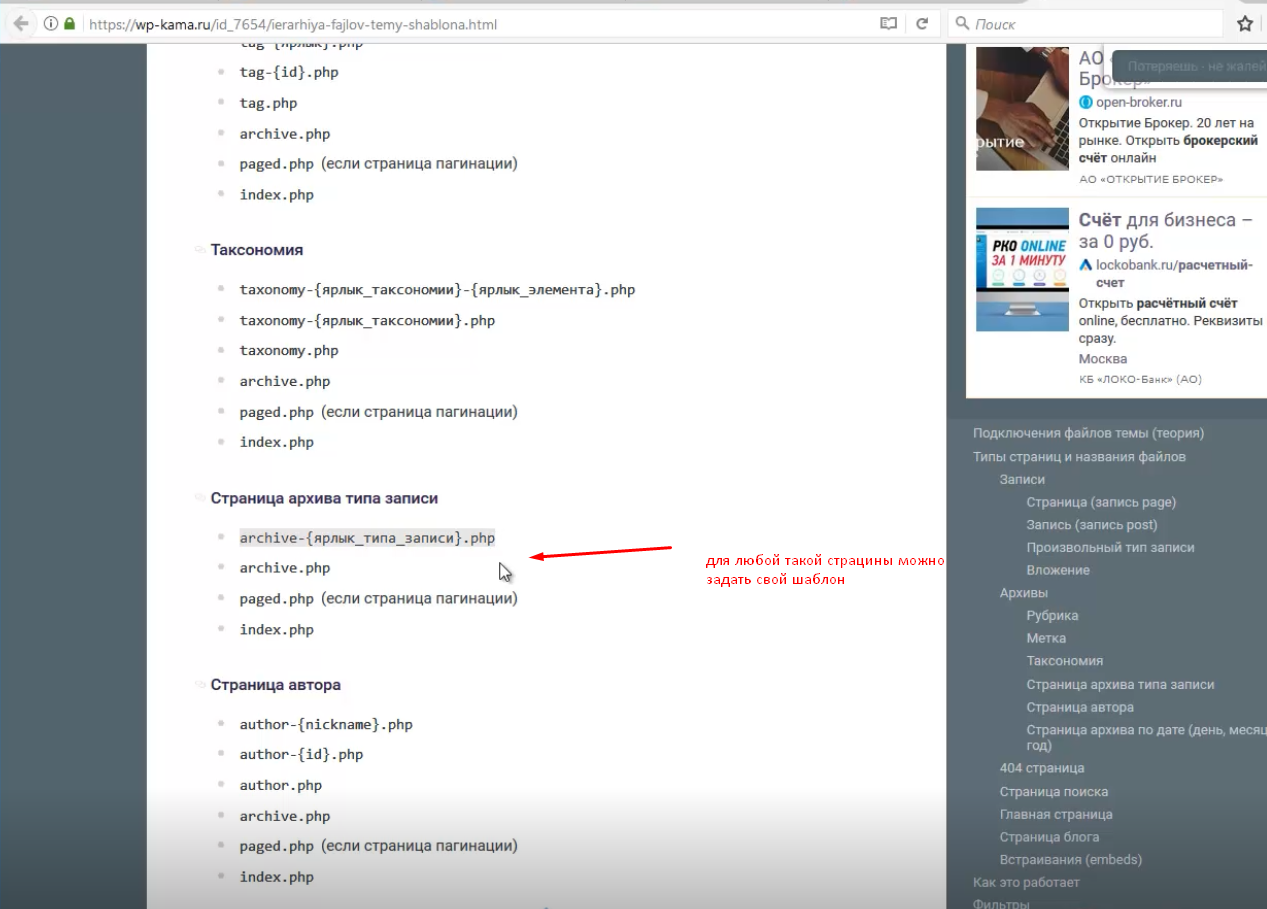 https://wp-kama.ru/id_7654/ierarhiya-fajlov-temy-shablona.html
Поиск
tag-{ярлык}.php
tag-{id}.php
tag.php
archive.php
paged.php (если страница пагинации)
index.php
Таксономия
taxonomy-{ярлык_таксономии}-{ярлык_элемента}.php
taxonomy-{ярлык_таксономии}.php
taxonomy.php
archive.php
paged.php (если страница пагинации)
index.php
Страница архива типа записи
archive-{ярлык_типа_записи}.php
archive.php
paged.php (если страница пагинации)
index.php
для любой такой страцины можно
задать свой шаблон
Страница автора
author-{nickname}.php
author-{id}.php
author.php
archive.php
paged.php (если страница пагинации)
index.php
Потеряешь - не жалей
АО «
Брокер»
open-broker.ru
Открытие Брокер. 20 лет на
рынке. Открыть брокерский
счёт онлайн
АО «ОТКРЫТИЕ БРОКЕР»
рытие
Счёт для бизнеса –
за 0 руб.
РКО ONLINE
ЗА 1 МИНУТУ
lockobank.ru/расчетный-
счет
Открыть расчётный счёт
online, бесплатно. Реквизиты
сразу.
Москва
КБ «ЛОКО-Банк» (АО)
Подключения файлов темы (теория)
Типы страниц и названия файлов
Записи
Страница (запись page)
Запись (запись post)
Произвольный тип записи
Вложение
Архивы
Рубрика
Метка
Таксономия
Страница архива типа записи
Страница автора
Страница архива по дате (день, месяц
год)
404 страница
Страница поиска
Главная страница
Страница блога
Встраивания (embeds)
Как это работает
Фильтры